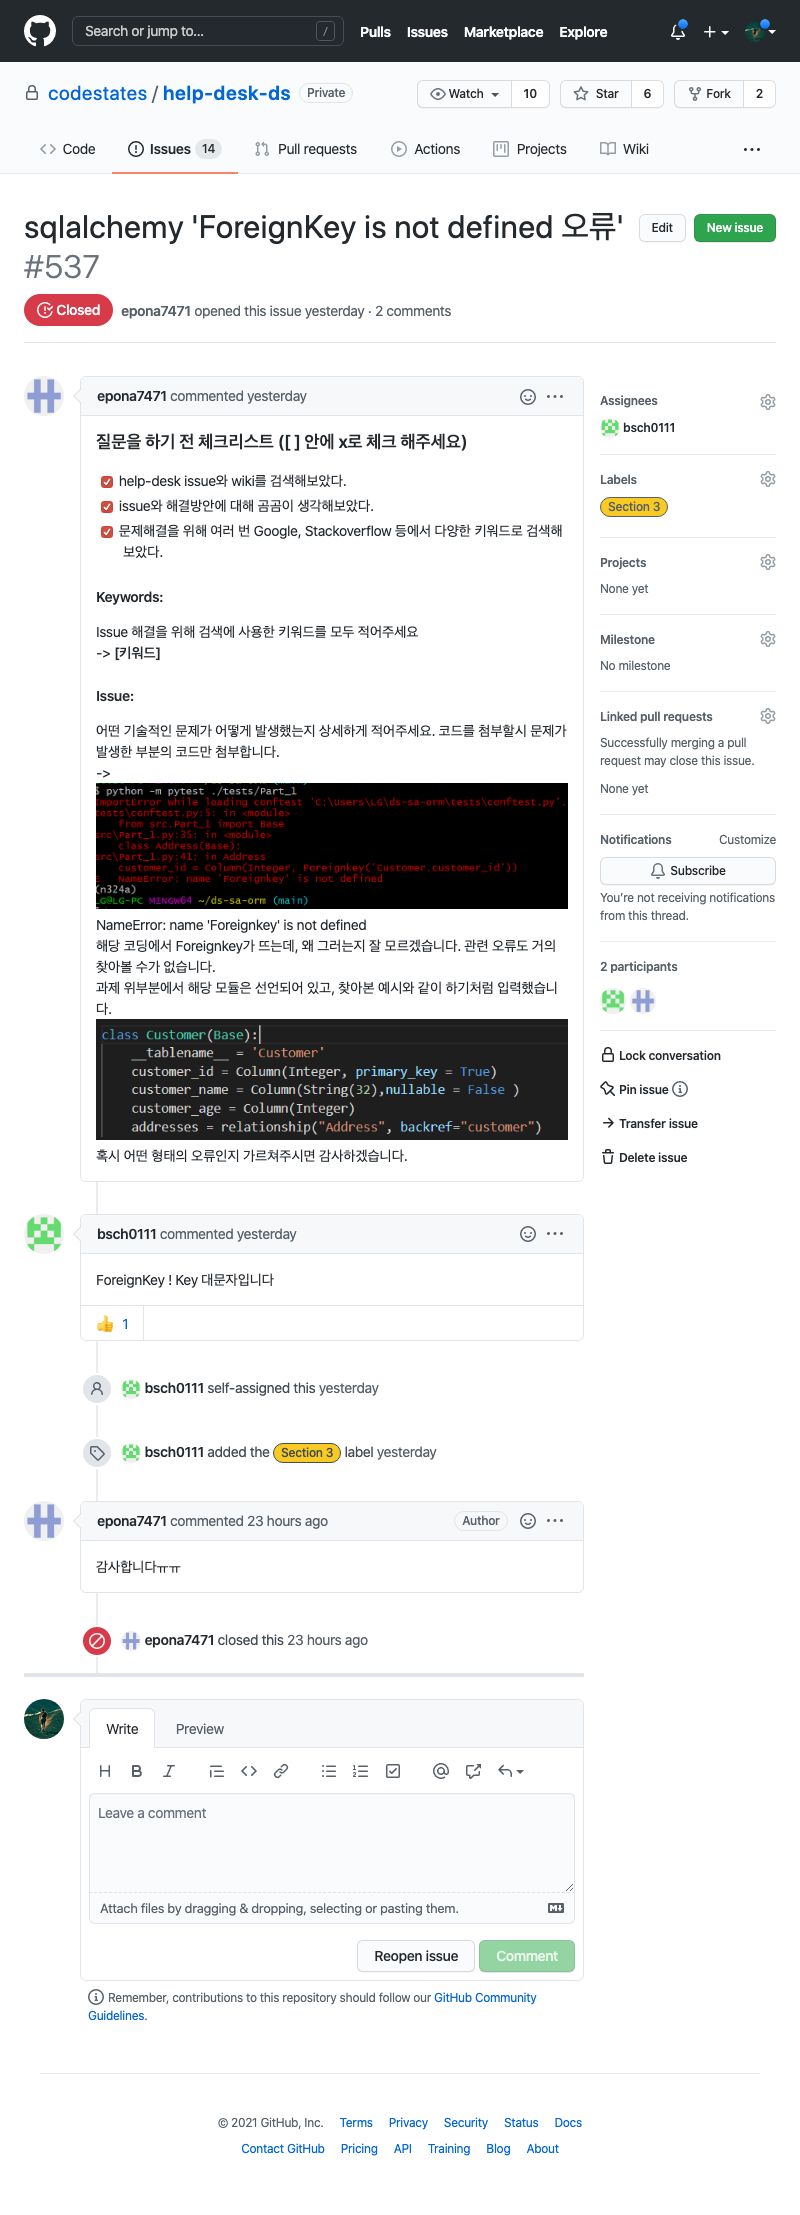 Search or jump to... /
Pulls Issues Marketplace Explore
codestates / help-desk-ds Private
Watch 10 Star 6 Fork 2
Code Issues 14 Pull requests Actions Projects Wiki
sqlalchemy 'ForeignKey is not defined 오류'
#537
Edit New issue
Closed epona7471 opened this issue yesterday · 2 comments
epona7471 commented yesterday
질문을 하기 전 체크리스트 ([ ] 안에 x로 체크 해주세요)
help-desk issue와 wiki를 검색해보았다.
issue와 해결방안에 대해 곰곰이 생각해보았다.
문제해결을 위해 여러 번 Google, Stackoverflow 등에서 다양한 키워드로 검색해
보았다.
Keywords:
Issue 해결을 위해 검색에 사용한 키워드를 모두 적어주세요
-> [키워드]
Issue:
어떤 기술적인 문제가 어떻게 발생했는지 상세하게 적어주세요. 코드를 첨부할시 문제가
발생한 부분의 코드만 첨부합니다.
->
$ python -m pytest ./tests/Part_1
ImportError while loading conftest 'C:\Users\LG\ds-sa-orm\tests\conftest.py'.
tests\conftest.py:5: in <module>
from src.Part_1 import Base
src\Part_1.py:35: in <module>
class Address(Base):
src\Part_1.py:41: in Address
customer_id = Column(Integer, Foreignkey('Customer.customer_id'))
E NameError: name 'Foreignkey' is not defined
(n324a)
LG@LG-PC MINGW64 ~/ds-sa-orm (main)
NameError: name 'Foreignkey' is not defined
해당 코딩에서 Foreignkey가 뜨는데, 왜 그러는지 잘 모르겠습니다. 관련 오류도 거의
찾아볼 수가 없습니다.
과제 위부분에서 해당 모듈은 선언되어 있고, 찾아본 예시와 같이 하기처럼 입력했습니
다.
class Customer(Base):
__tablename__ = 'Customer'
customer_id = Column(Integer, primary_key = True)
customer_name = Column(String(32),nullable = False )
customer_age = Column(Integer)
addresses = relationship("Address", backref="customer")
혹시 어떤 형태의 오류인지 가르쳐주시면 감사하겠습니다.
bsch0111 commented yesterday
ForeignKey ! Key 대문자입니다
👍 1
bsch0111 self-assigned this yesterday
bsch0111 added the Section 3 label yesterday
epona7471 commented 23 hours ago Author
감사합니다ㅠㅠ
epona7471 closed this 23 hours ago
Write Preview
Leave a comment
Attach files by dragging & dropping, selecting or pasting them.
Reopen issue Comment
Remember, contributions to this repository should follow our GitHub Community
Guidelines.
Assignees
bsch0111
Labels
Section 3
Projects
None yet
Milestone
No milestone
Linked pull requests
Successfully merging a pull
request may close this issue.
None yet
Notifications Customize
Subscribe
You're not receiving notifications
from this thread.
2 participants
Lock conversation
Pin issue
Transfer issue
Delete issue
© 2021 GitHub, Inc. Terms Privacy Security Status Docs
Contact GitHub Pricing API Training Blog About